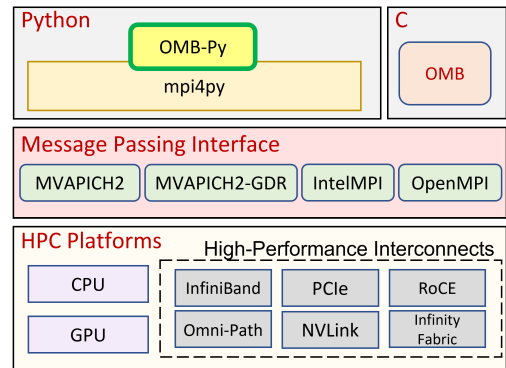 Python
OMB-Py
mpi4py
C
OMB
Message Passing Interface
MVAPICH2 MVAPICH2-GDR IntelMPI OpenMPI
HPC Platforms
High-Performance Interconnects
CPU
GPU
InfiniBand PCIe RoCE
Omni-Path NVLink Infinity
Fabric